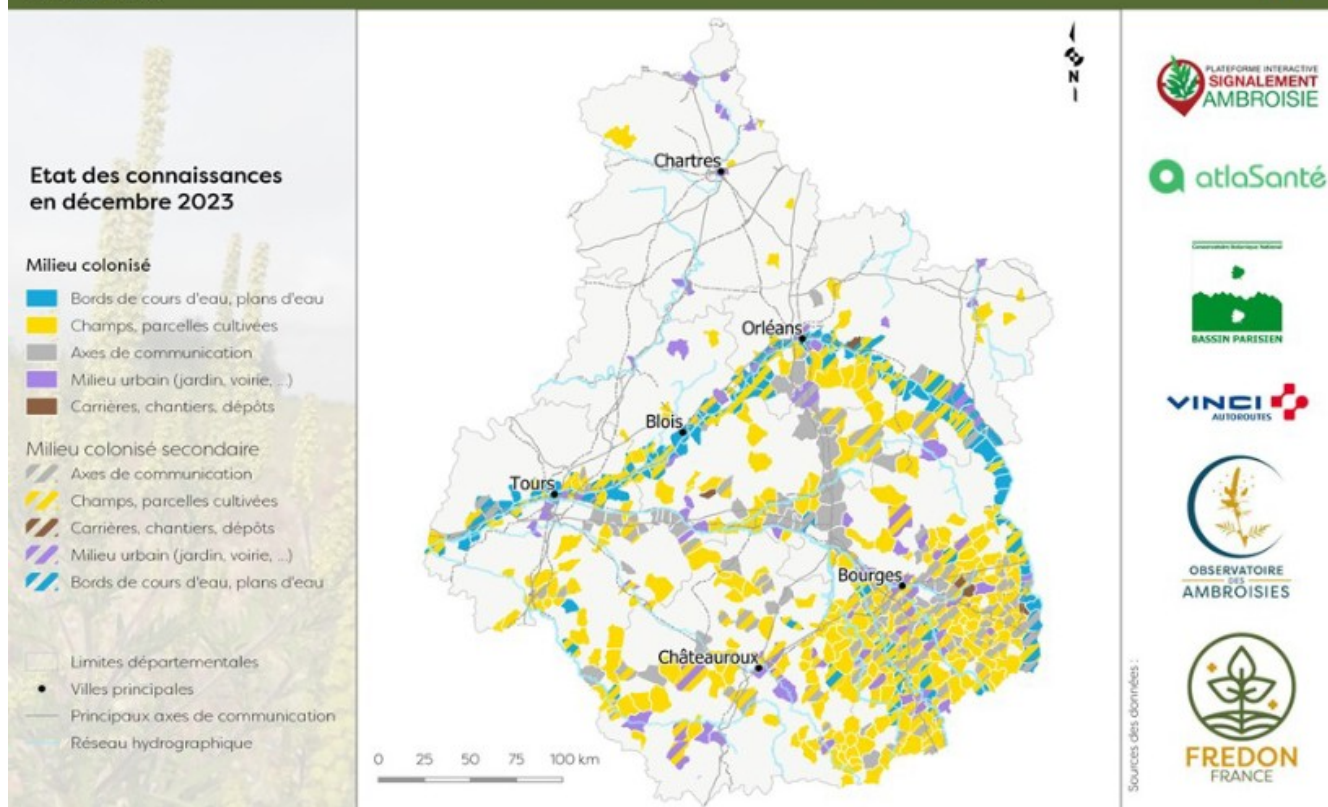 Etat des connaissances
en décembre 2023
Milieu colonisé
Bords de cours d'eau, plans d'eau
Champs, parcelles cultivées
Axes de communication
Milieu urbain (jardin, voirie, ...)
Carrières, chantiers, dépôts
Milieu colonisé secondaire
Axes de communication
Champs, parcelles cultivées
Carrières, chantiers, dépôts
Milieu urbain (jardin, voirie, ...)
Bords de cours d'eau, plans d'eau
Limites départementales
Villes principales
Principaux axes de communication
Réseau hydrographique
N
Chartres
Orléans
Blois
Tours
Bourges
Châteauroux
0 25 50 75 100 km
Sources des données :
PLATEFORME INTERACTIVE
SIGNALEMENT
AMBROISIE
atlaSanté
Conservatoire Botanique National
BASSIN PARISIEN
VINCI
AUTOROUTES
OBSERVATOIRE
DES
AMBROISIES
FREDON
FRANCE